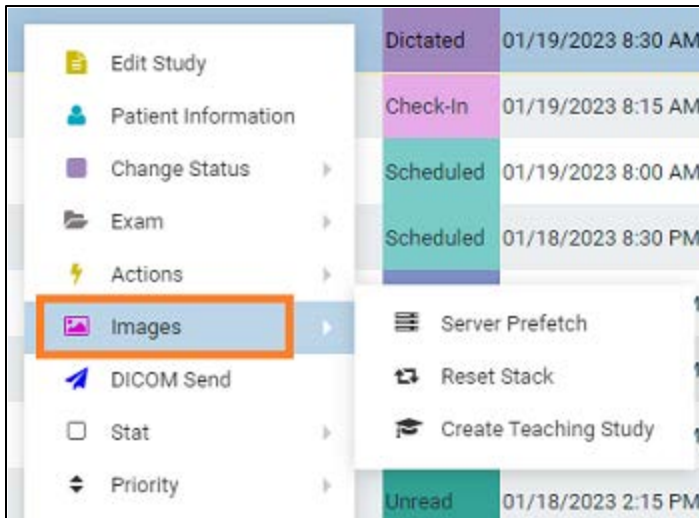 Edit Study
Patient Information
Change Status
Exam
Actions
Images
DICOM Send
Stat
Priority
Server Prefetch
Reset Stack
Create Teaching Study
Dictated 01/19/2023 8:30 AM
Check-In 01/19/2023 8:15 AM
Scheduled 01/19/2023 8:00 AM
Scheduled 01/18/2023 8:30 PM
Unread 01/18/2023 2:15 PM